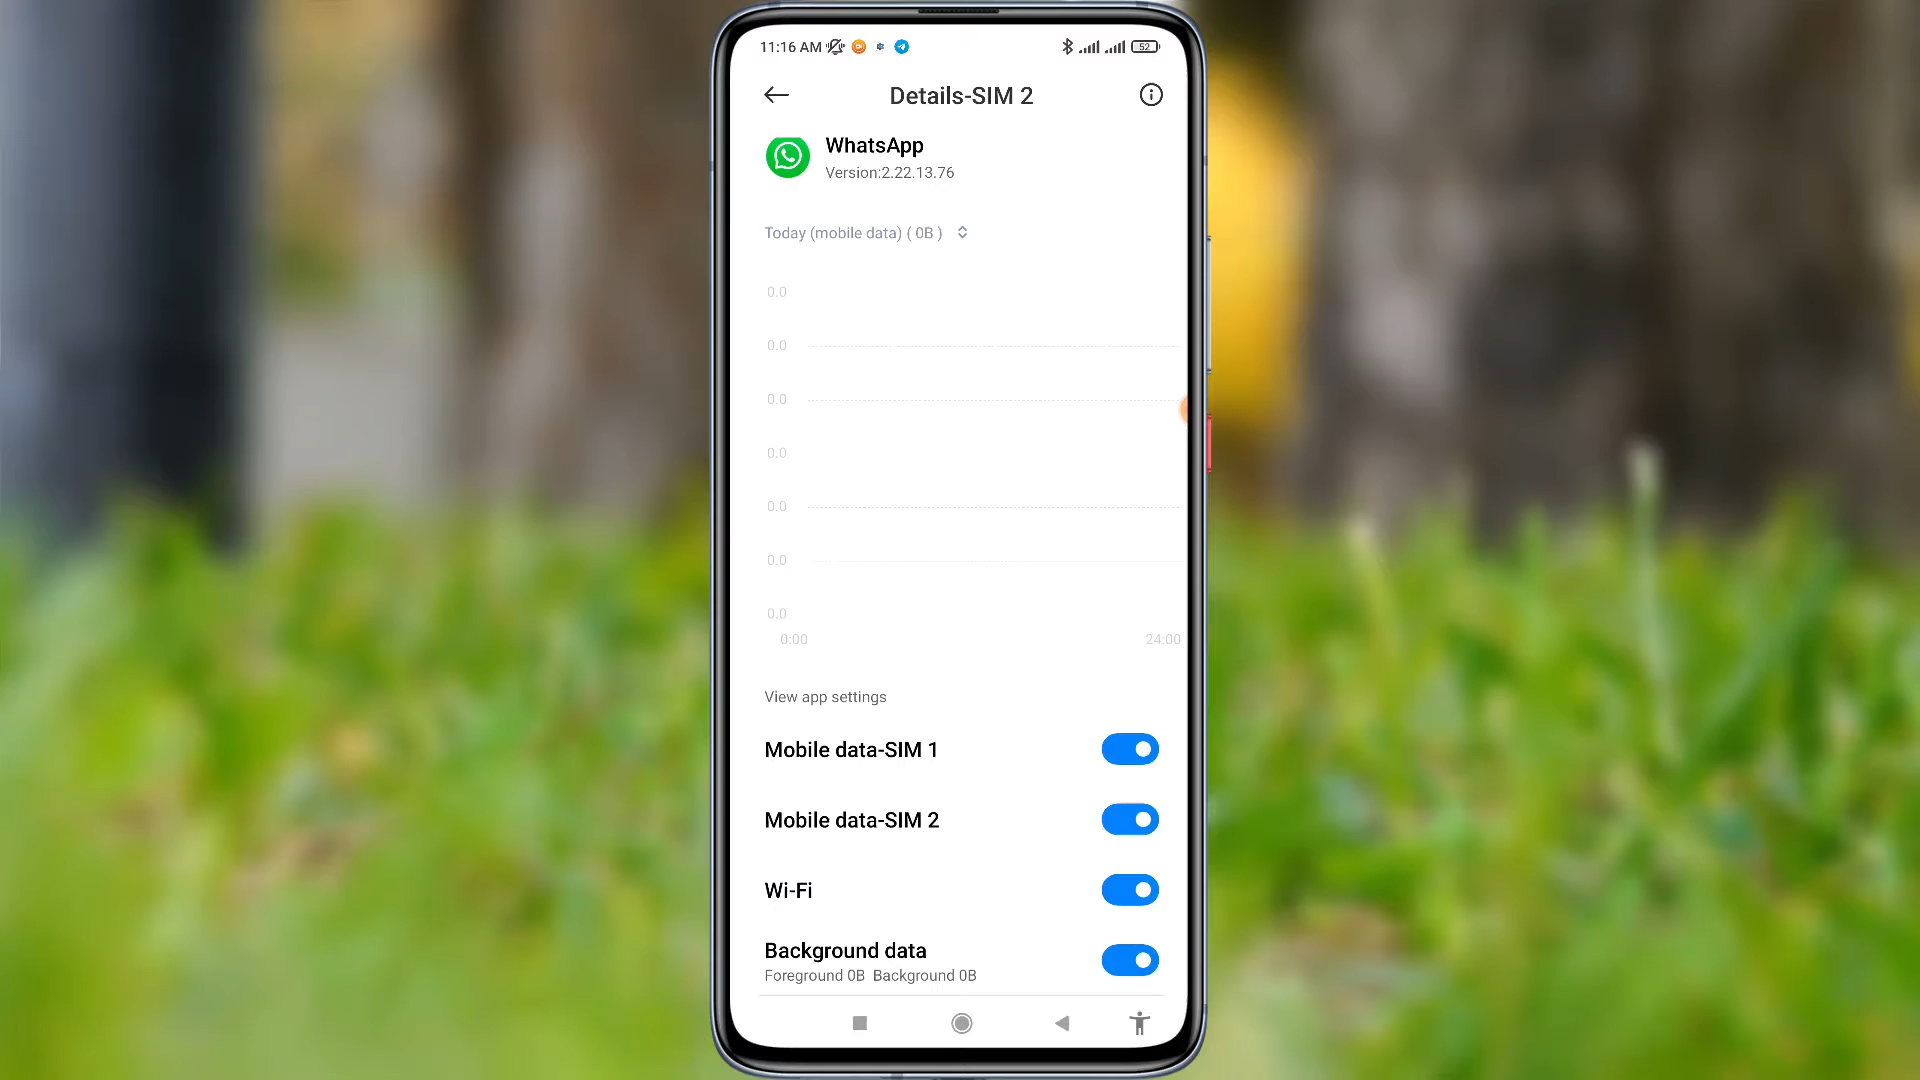 11:16 AM
52
Details-SIM 2
WhatsApp
Version:2.22.13.76
Today (mobile data) ( 0B )
0.0
0.0
0.0
0.0
0.0
0.0
0.0
0:00 24:00
View app settings
Mobile data-SIM 1
Mobile data-SIM 2
Wi-Fi
Background data
Foreground 0B Background 0B